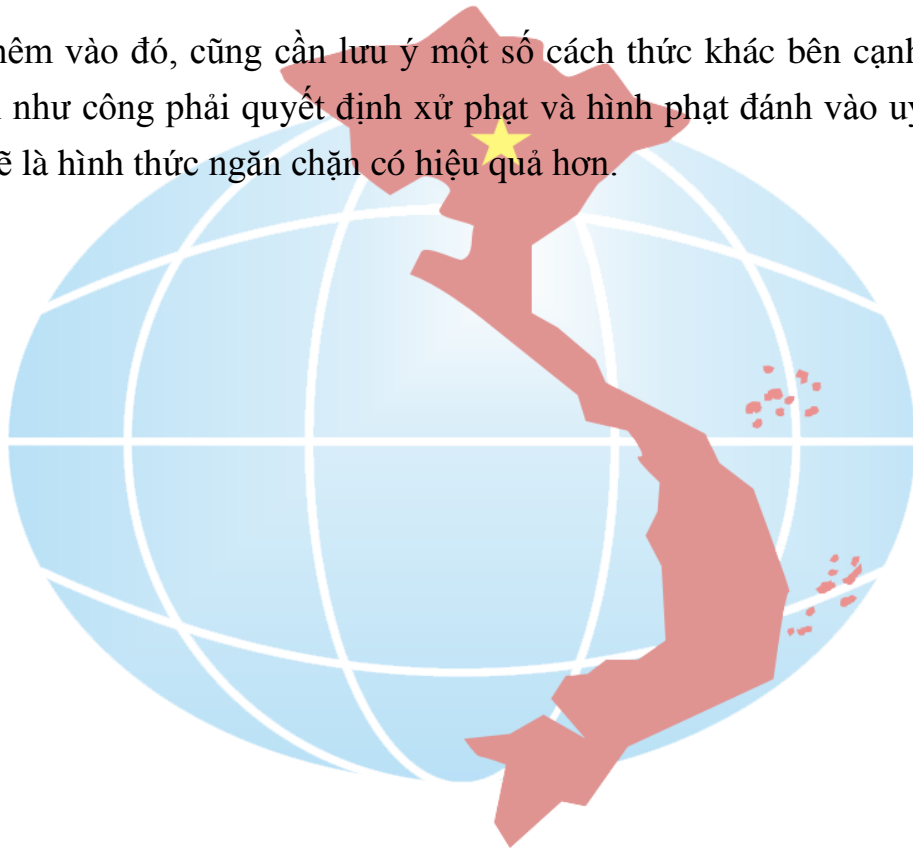 hêm vào đó, cũng cần lưu ý một số cách thức khác bên cạnh
như công phải quyết định xử phạt và hình phạt đánh vào uy
ẽ là hình thức ngăn chặn có hiệu quả hơn.